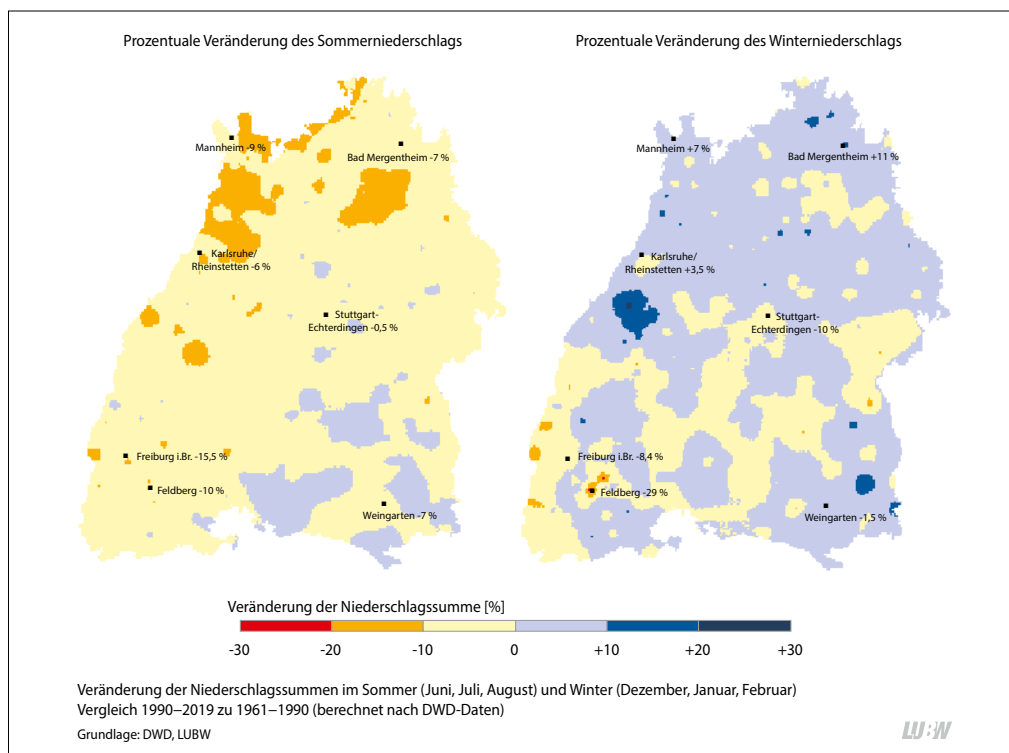 Prozentuale Veränderung des Sommerniederschlags
Mannheim -9 %
Bad Mergentheim -7 %
Karlsruhe/
Rheinstetten -6 %
Stuttgart-
Echterdingen -0,5 %
Freiburg i.Br. -15,5 %
Feldberg -10 %
Weingarten -7 %
Prozentuale Veränderung des Winterniederschlags
Mannheim +7 %
Bad Mergentheim +11 %
Karlsruhe/
Rheinstetten +3,5 %
Stuttgart-
Echterdingen -10 %
Freiburg i.Br. -8,4 %
Feldberg -29 %
Weingarten -1,5 %
Veränderung der Niederschlagssumme [%]
-30 -20 -10 0 +10 +20 +30
Veränderung der Niederschlagssummen im Sommer (Juni, Juli, August) und Winter (Dezember, Januar, Februar)
Vergleich 1990–2019 zu 1961–1990 (berechnet nach DWD-Daten)
Grundlage: DWD, LUBW
LUBW